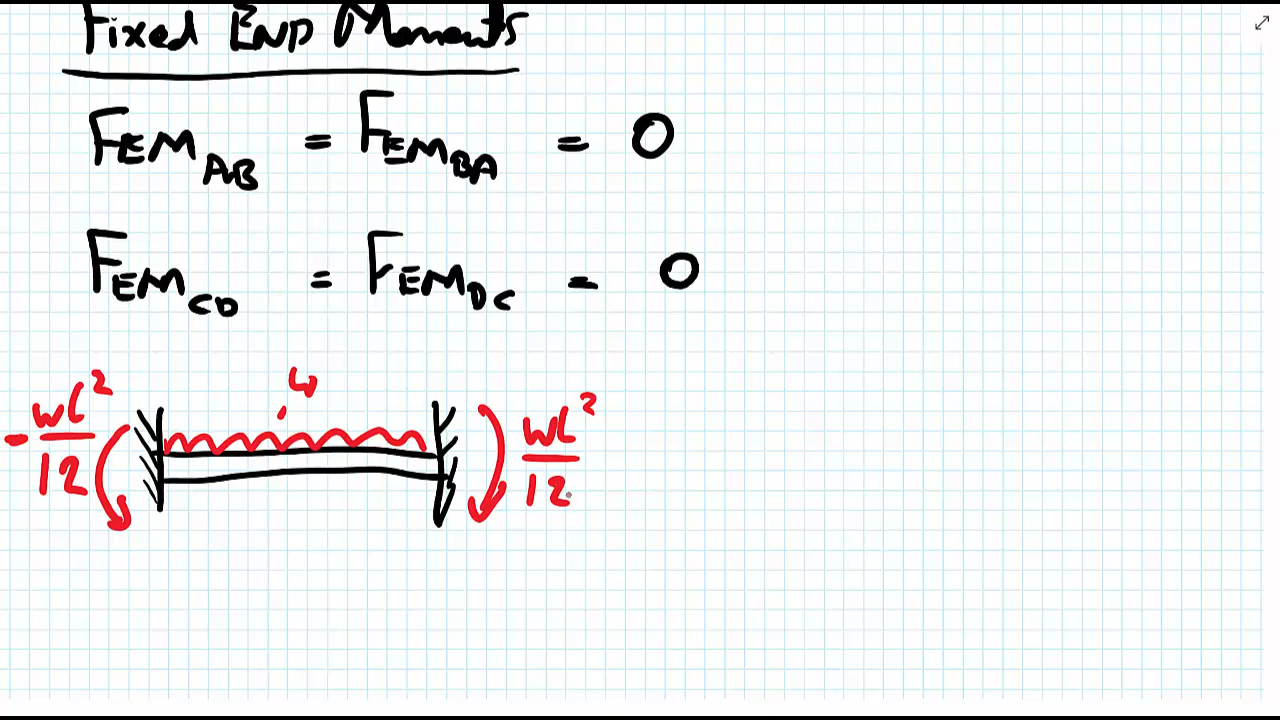 Fixed END Moments
FEM_AB = FEM_BA = 0
FEM_CD = FEM_DC = 0
w
-wL²/12 wL²/12